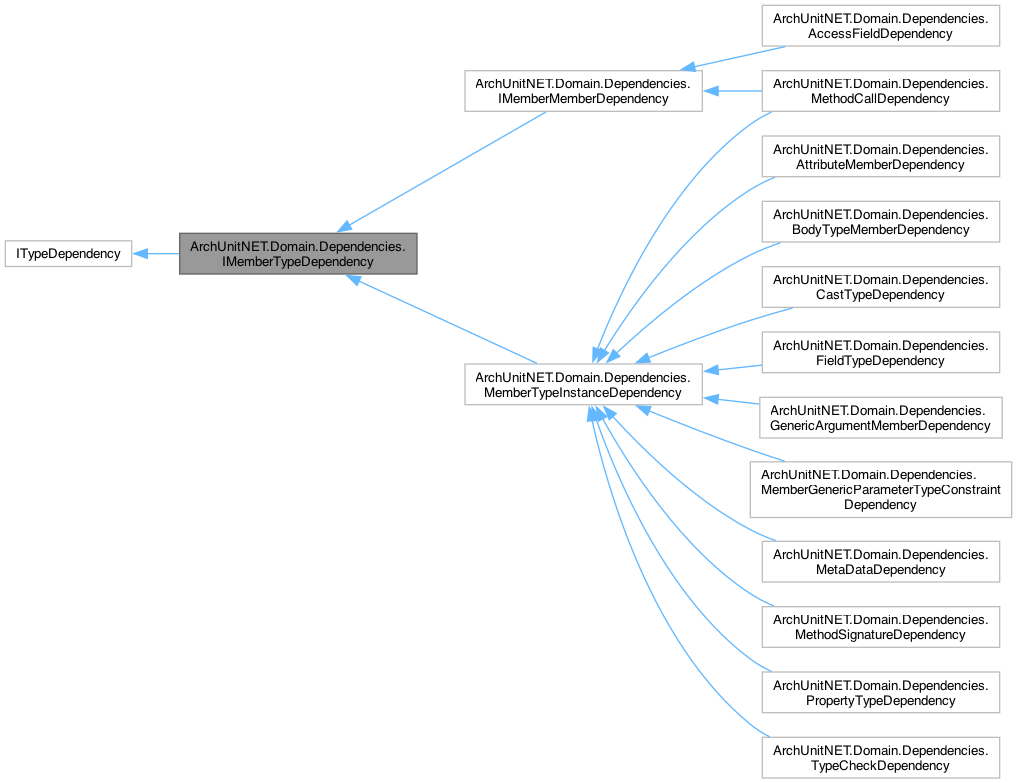 ITypeDependency
ArchUnitNET.Domain.Dependencies.
IMemberTypeDependency
ArchUnitNET.Domain.Dependencies.
IMemberMemberDependency
ArchUnitNET.Domain.Dependencies.
MemberTypeInstanceDependency
ArchUnitNET.Domain.Dependencies.
AccessFieldDependency
ArchUnitNET.Domain.Dependencies.
MethodCallDependency
ArchUnitNET.Domain.Dependencies.
AttributeMemberDependency
ArchUnitNET.Domain.Dependencies.
BodyTypeMemberDependency
ArchUnitNET.Domain.Dependencies.
CastTypeDependency
ArchUnitNET.Domain.Dependencies.
FieldTypeDependency
ArchUnitNET.Domain.Dependencies.
GenericArgumentMemberDependency
ArchUnitNET.Domain.Dependencies.
MemberGenericParameterTypeConstraint
Dependency
ArchUnitNET.Domain.Dependencies.
MetaDataDependency
ArchUnitNET.Domain.Dependencies.
MethodSignatureDependency
ArchUnitNET.Domain.Dependencies.
PropertyTypeDependency
ArchUnitNET.Domain.Dependencies.
TypeCheckDependency